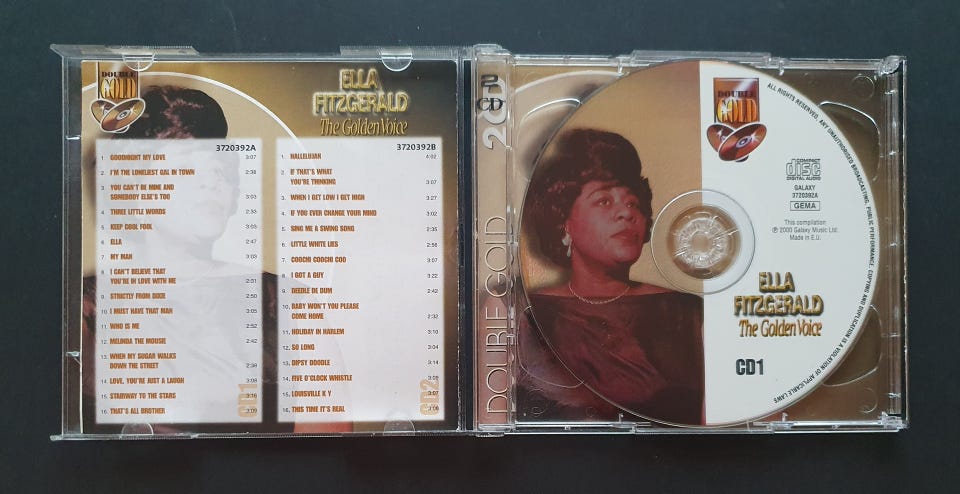 DOUBLE
GOLD
ELLA
FITZGERALD
The Golden Voice
3720392A
1. GOODNIGHT MY LOVE 3:07
2. I'M THE LONELIEST GAL IN TOWN 2:38
3. YOU CAN'T BE MINE AND
SOMEBODY ELSE'S TOO 3:03
4. THREE LITTLE WORDS 2:33
5. KEEP COOL FOOL 3:03
6. ELLA 2:47
7. MY MAN 3:03
8. I CAN'T BELIEVE THAT
YOU'RE IN LOVE WITH ME 2:51
9. STRICTLY FROM DIXIE 2:50
10. I MUST HAVE THAT MAN 3:05
11. WHO IS ME 2:52
12. MELINDA THE MOUSIE 2:42
13. WHEN MY SUGAR WALKS
DOWN THE STREET 2:38
14. LOVE, YOU'RE JUST A LAUGH 3:08
15. STAIRWAY TO THE STARS 3:16
16. THAT'S ALL BROTHER 3:09
CD1
3720392B
1. HALLELUJAH 4:02
2. IF THAT'S WHAT
YOU'RE THINKING 3:07
3. WHEN I GET LOW I GET HIGH 3:27
4. IF YOU EVER CHANGE YOUR MIND 3:02
5. SING ME A SWING SONG 2:35
6. LITTLE WHITE LIES 2:56
7. COOCHI COOCHI COO 3:07
8. I GOT A GUY 3:22
9. DEEDLE DE DUM 2:42
10. BABY WON'T YOU PLEASE
COME HOME 2:32
11. HOLIDAY IN HARLEM 3:10
12. SO LONG 3:04
13. DIPSY DOODLE 3:14
14. FIVE O'CLOCK WHISTLE 3:09
15. LOUISVILLE K Y 3:07
16. THIS TIME IT'S REAL 3:06
CD2
2
CD
DOUBLE GOLD 2C
DOUBLE
GOLD
ALL RIGHTS RESERVED. ANY UNAUTHORISED BROADCASTING, PUBLIC PERFORMANCE, COPYING AND DUPLICATION IS A VIOLATION OF APPLICABLE LAWS
COMPACT
disc
DIGITAL AUDIO
GALAXY
3720392A
GEMA
This compilation
℗ 2000 Galaxy Music Ltd.
Made in E.U.
ELLA
FITZGERALD
The Golden Voice
CD1